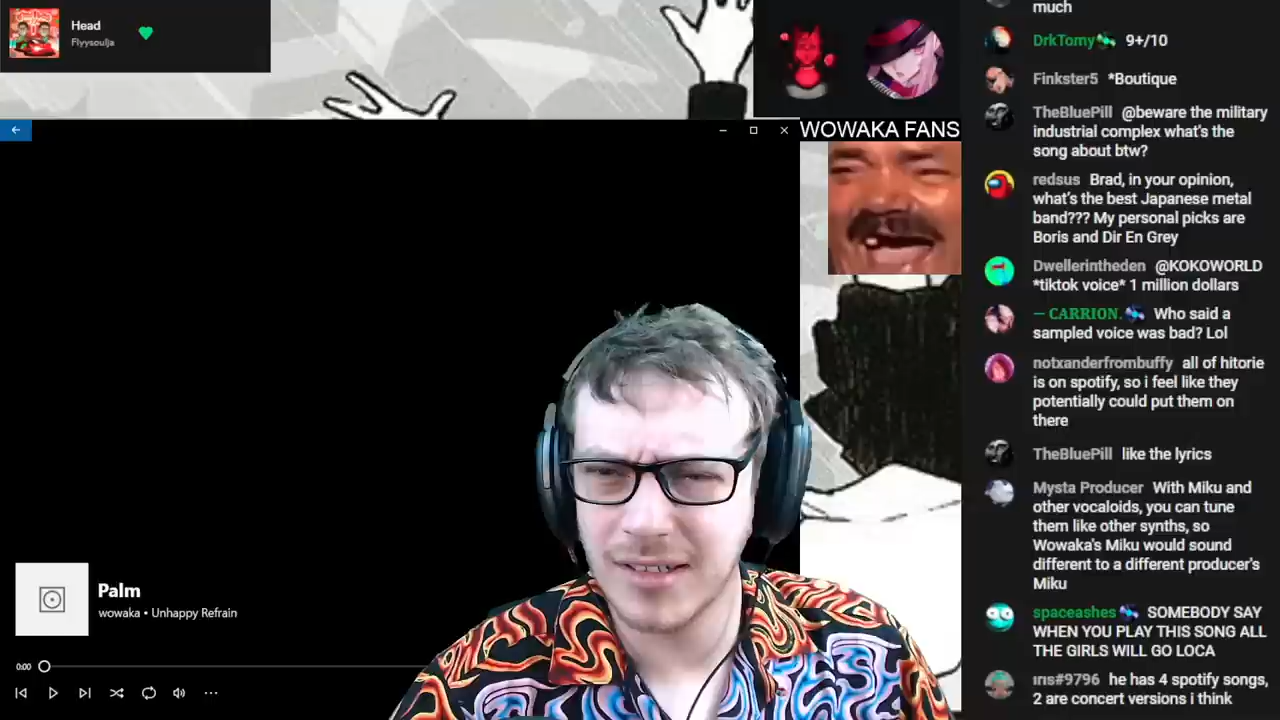 Head
Flyysoulja
WOWAKA FANS
Palm
wowaka • Unhappy Refrain
0:00
much
DrkTomy 9+/10
Finkster5 *Boutique
TheBluePill @beware the military
industrial complex what's the
song about btw?
redsus Brad, in your opinion,
what's the best Japanese metal
band??? My personal picks are
Boris and Dir En Grey
Dwellerintheden @KOKOWORLD
*tiktok voice* 1 million dollars
— CARRION. Who said a
sampled voice was bad? Lol
notxanderfrombuffy all of hitorie
is on spotify, so i feel like they
potentially could put them on
there
TheBluePill like the lyrics
Mysta Producer With Miku and
other vocaloids, you can tune
them like other synths, so
Wowaka's Miku would sound
different to a different producer's
Miku
spaceashes SOMEBODY SAY
WHEN YOU PLAY THIS SONG ALL
THE GIRLS WILL GO LOCA
ırıs#9796 he has 4 spotify songs,
2 are concert versions i think